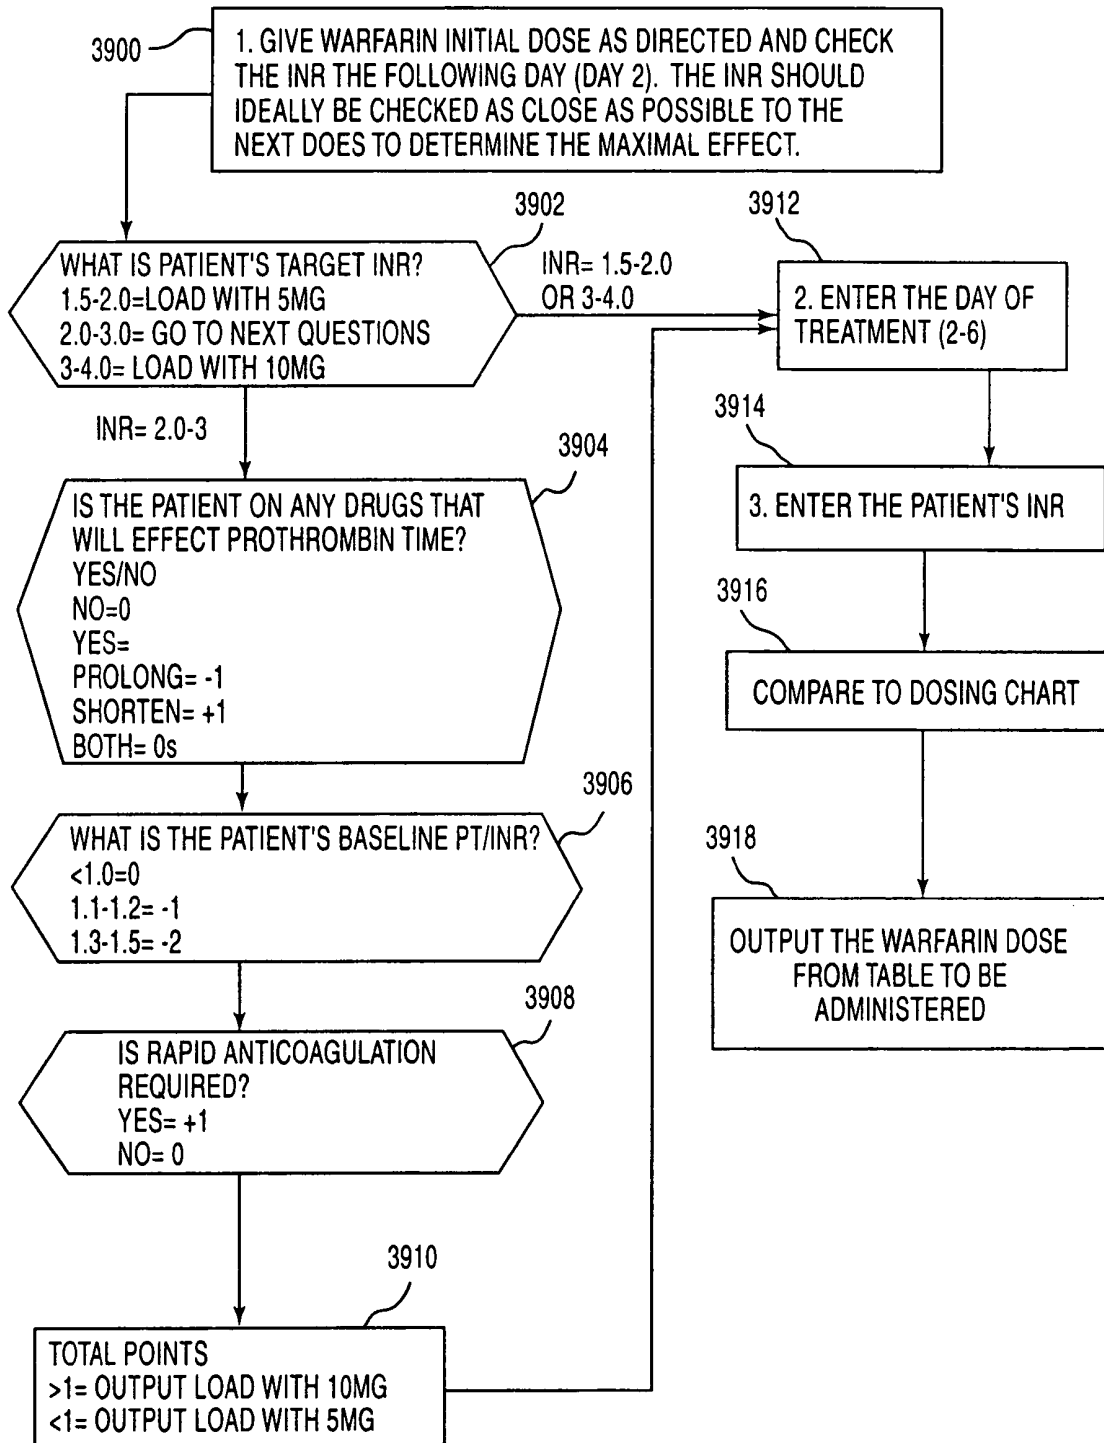 3900
1. GIVE WARFARIN INITIAL DOSE AS DIRECTED AND CHECK
THE INR THE FOLLOWING DAY (DAY 2). THE INR SHOULD
IDEALLY BE CHECKED AS CLOSE AS POSSIBLE TO THE
NEXT DOES TO DETERMINE THE MAXIMAL EFFECT.
3902
WHAT IS PATIENT'S TARGET INR?
1.5-2.0=LOAD WITH 5MG
2.0-3.0= GO TO NEXT QUESTIONS
3-4.0= LOAD WITH 10MG
INR= 1.5-2.0
OR 3-4.0
INR= 2.0-3
3904
IS THE PATIENT ON ANY DRUGS THAT
WILL EFFECT PROTHROMBIN TIME?
YES/NO
NO=0
YES=
PROLONG= -1
SHORTEN= +1
BOTH= 0s
3906
WHAT IS THE PATIENT'S BASELINE PT/INR?
<1.0=0
1.1-1.2= -1
1.3-1.5= -2
3908
IS RAPID ANTICOAGULATION
REQUIRED?
YES= +1
NO= 0
3910
TOTAL POINTS
>1= OUTPUT LOAD WITH 10MG
<1= OUTPUT LOAD WITH 5MG
3912
2. ENTER THE DAY OF
TREATMENT (2-6)
3914
3. ENTER THE PATIENT'S INR
3916
COMPARE TO DOSING CHART
3918
OUTPUT THE WARFARIN DOSE
FROM TABLE TO BE
ADMINISTERED